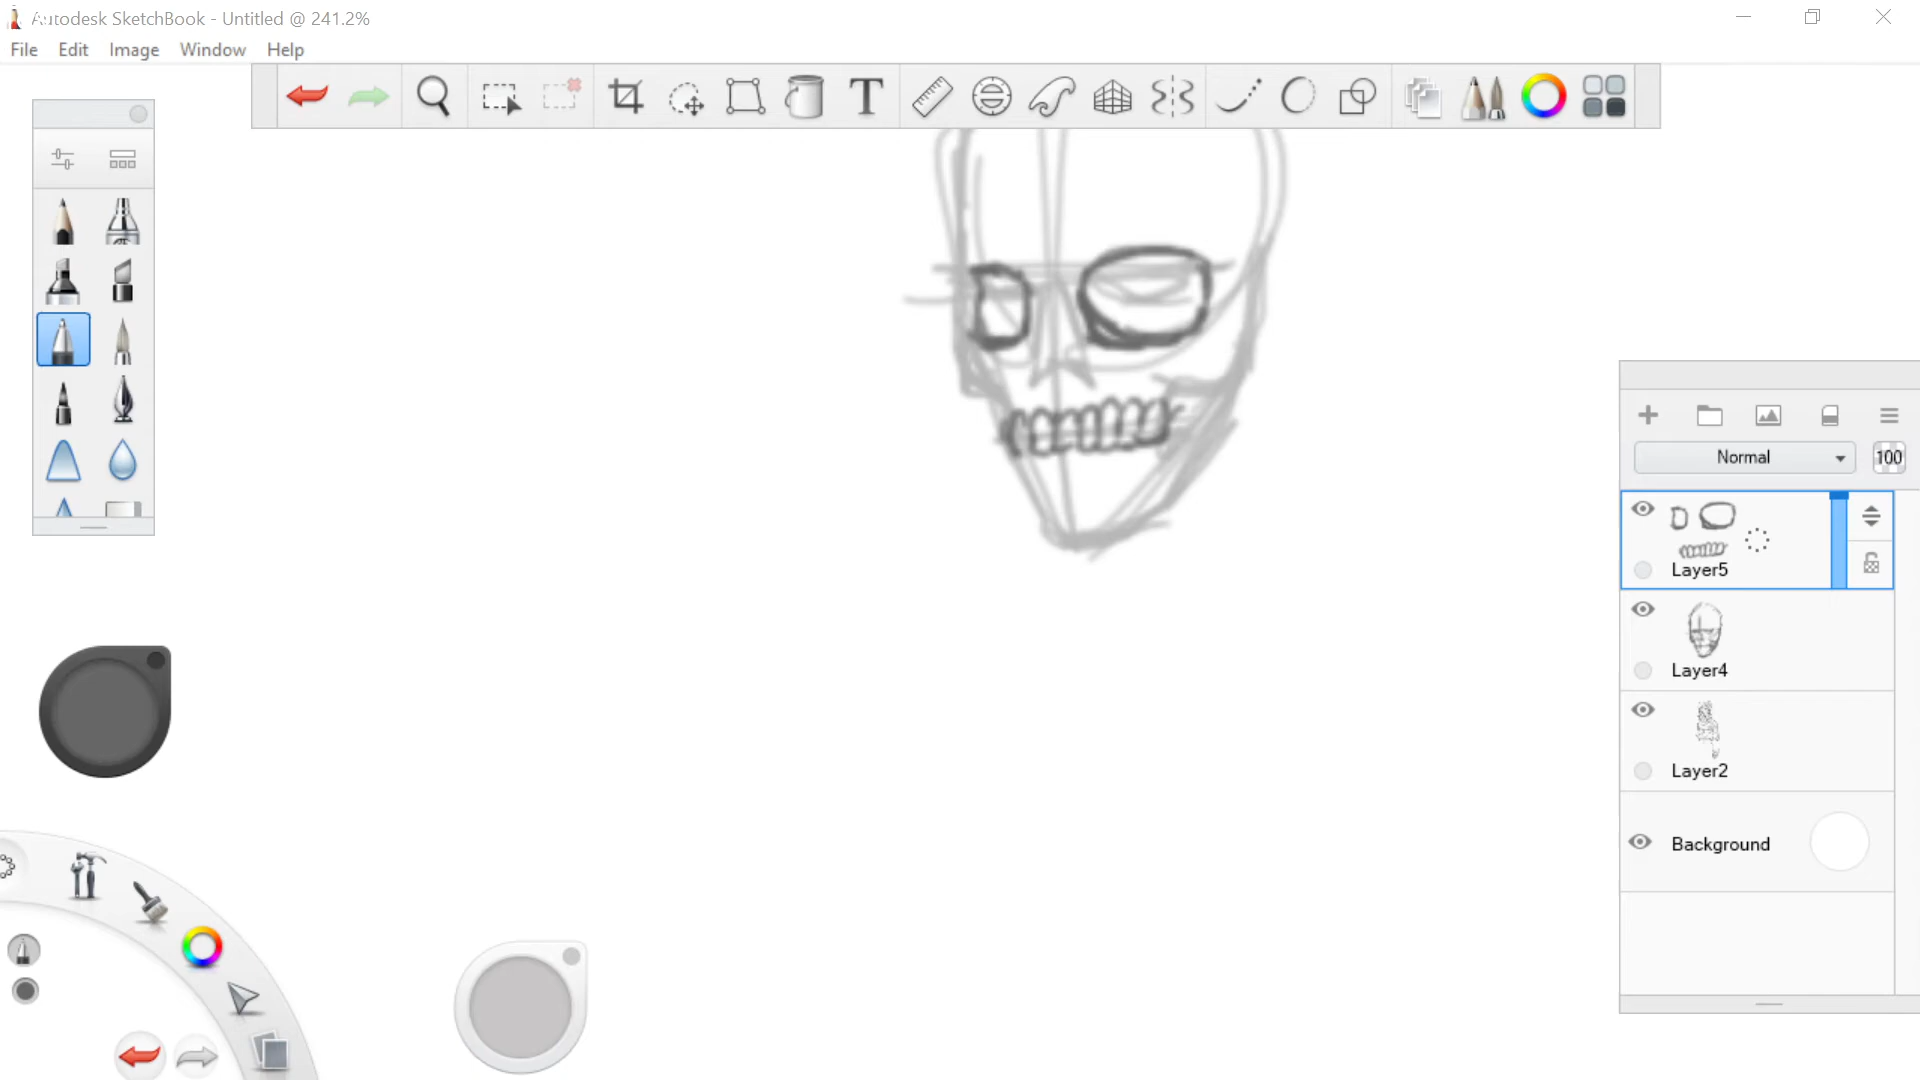 Autodesk SketchBook - Untitled @ 241.2%
File Edit Image Window Help
T
Normal 100
Layer5
Layer4
Layer2
Background